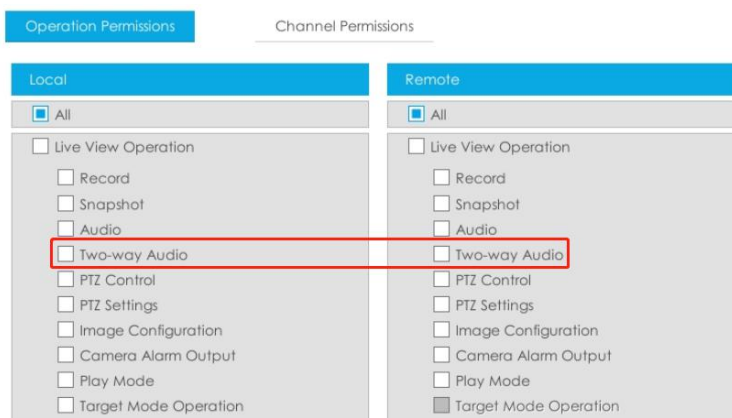 Operation Permissions Channel Permissions
Local Remote
All All
Live View Operation Live View Operation
Record Record
Snapshot Snapshot
Audio Audio
Two-way Audio Two-way Audio
PTZ Control PTZ Control
PTZ Settings PTZ Settings
Image Configuration Image Configuration
Camera Alarm Output Camera Alarm Output
Play Mode Play Mode
Target Mode Operation Target Mode Operation